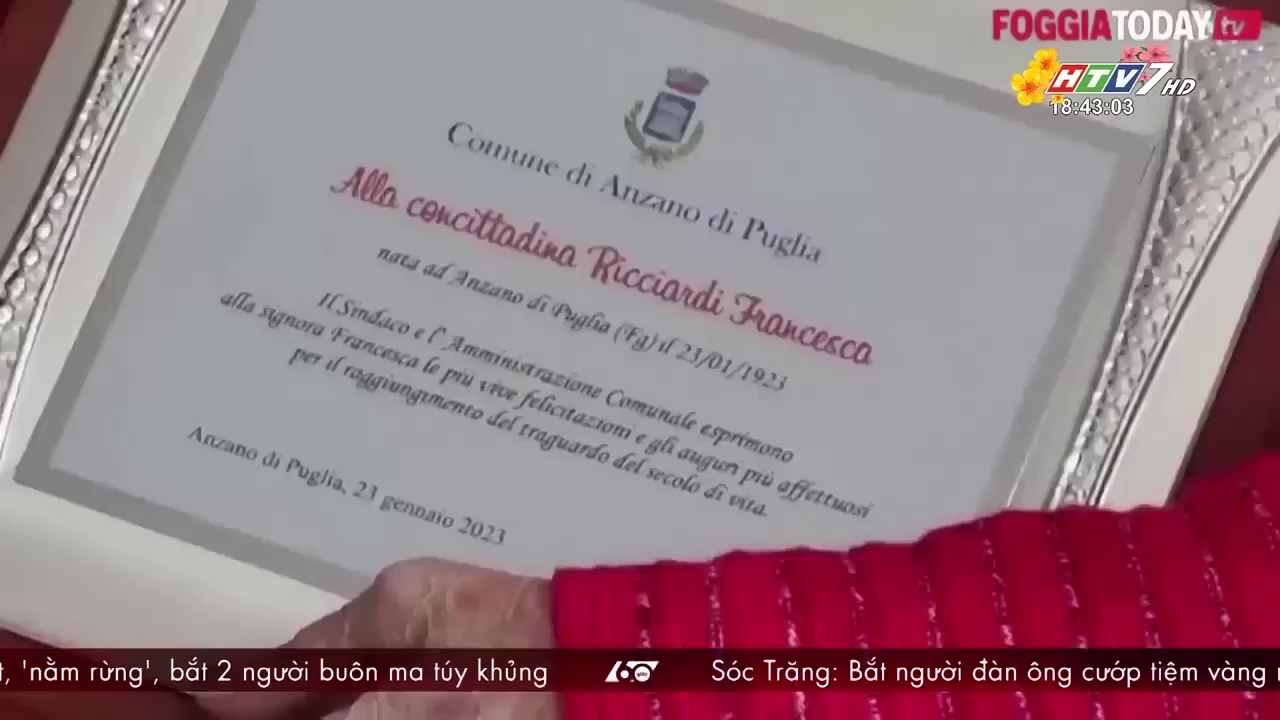 FOGGIATODAY tv
HTV7 HD
18:43:03
Comune di Anzano di Puglia
Alla concittadina Ricciardi Francesca
nata ad Anzano di Puglia (Fg) il 23/01/1923
Il Sindaco e l'Amministrazione Comunale esprimono
alla signora Francesca le più vive felicitazioni e gli auguri più affettuosi
per il raggiungimento del traguardo del secolo di vita.
Anzano di Puglia, 23 gennaio 2023
'nằm rừng', bắt 2 người buôn ma túy khủng
60 giây
Sóc Trăng: Bắt người đàn ông cướp tiệm vàng